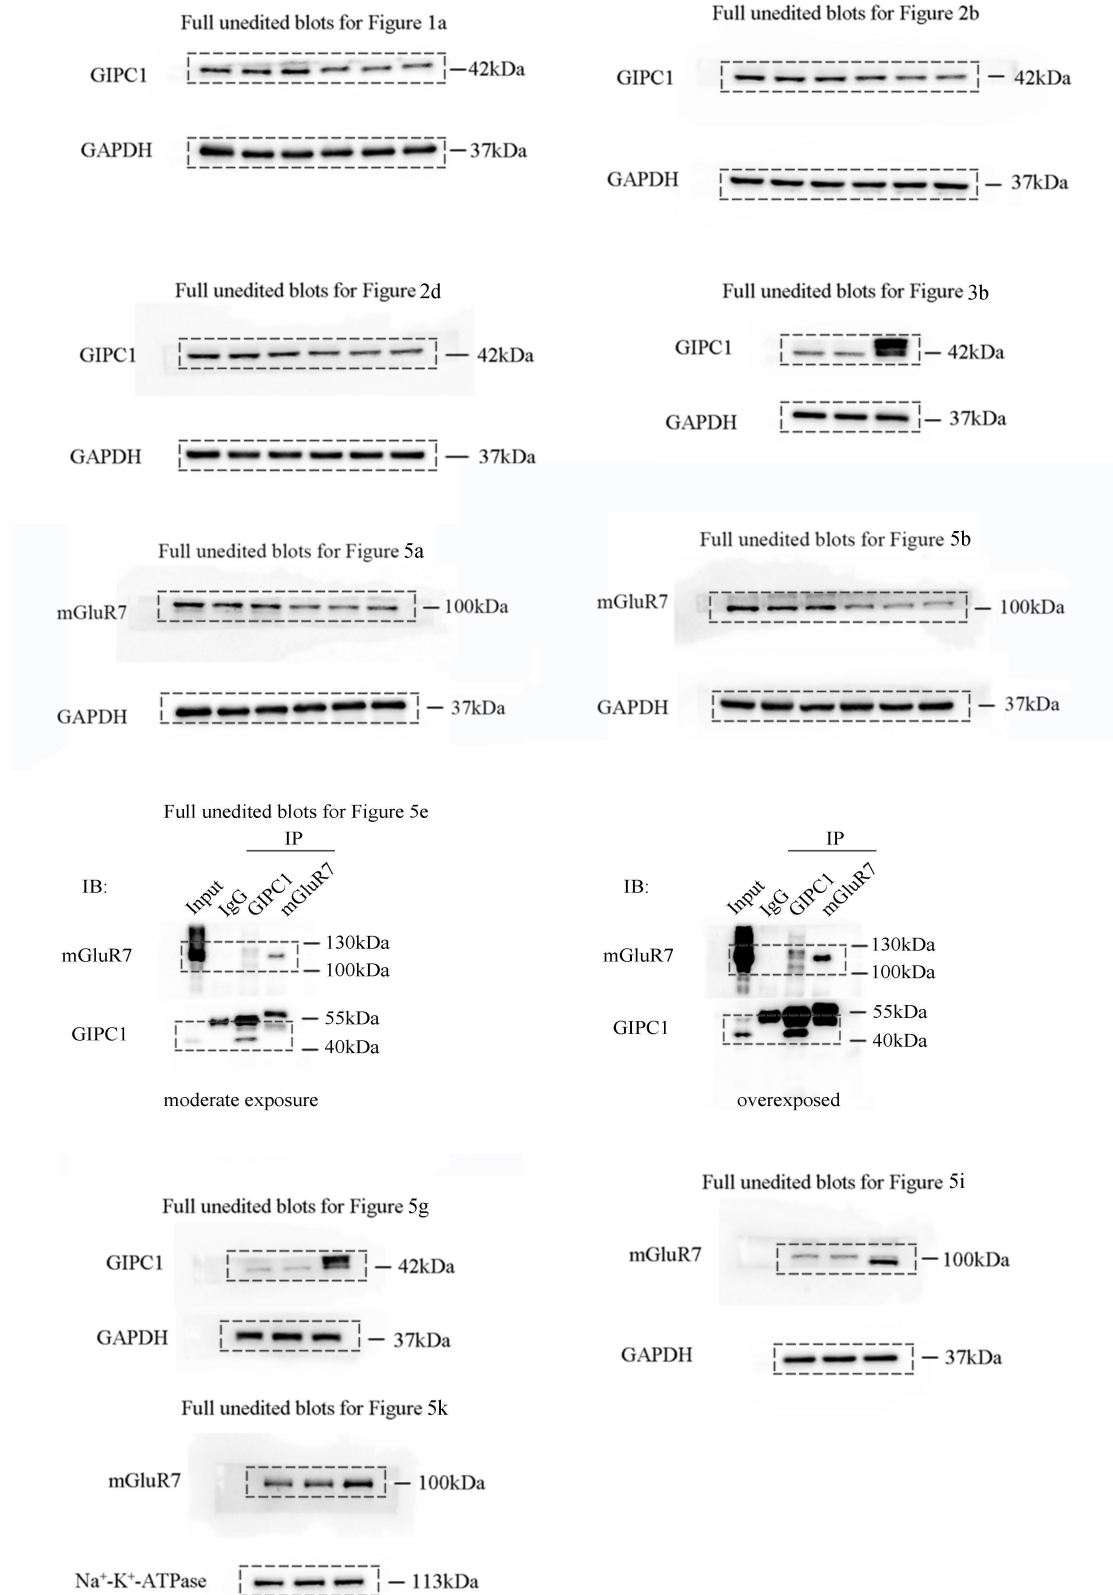 Full unedited blots for Figure 1a
GIPC1
42kDa
GAPDH
37kDa
Full unedited blots for Figure 2b
GIPC1
42kDa
GAPDH
37kDa
Full unedited blots for Figure 2d
GIPC1
42kDa
GAPDH
37kDa
Full unedited blots for Figure 3b
GIPC1
42kDa
GAPDH
37kDa
Full unedited blots for Figure 5a
mGluR7
100kDa
GAPDH
37kDa
Full unedited blots for Figure 5b
mGluR7
100kDa
GAPDH
37kDa
Full unedited blots for Figure 5e
IP
IB:
Input
IgG
GIPC1
mGluR7
mGluR7
130kDa
100kDa
GIPC1
55kDa
40kDa
moderate exposure
IP
IB:
Input
IgG
GIPC1
mGluR7
mGluR7
130kDa
100kDa
GIPC1
55kDa
40kDa
overexposed
Full unedited blots for Figure 5g
GIPC1
42kDa
GAPDH
37kDa
Full unedited blots for Figure 5i
mGluR7
100kDa
GAPDH
37kDa
Full unedited blots for Figure 5k
mGluR7
100kDa
Na⁺-K⁺-ATPase
113kDa